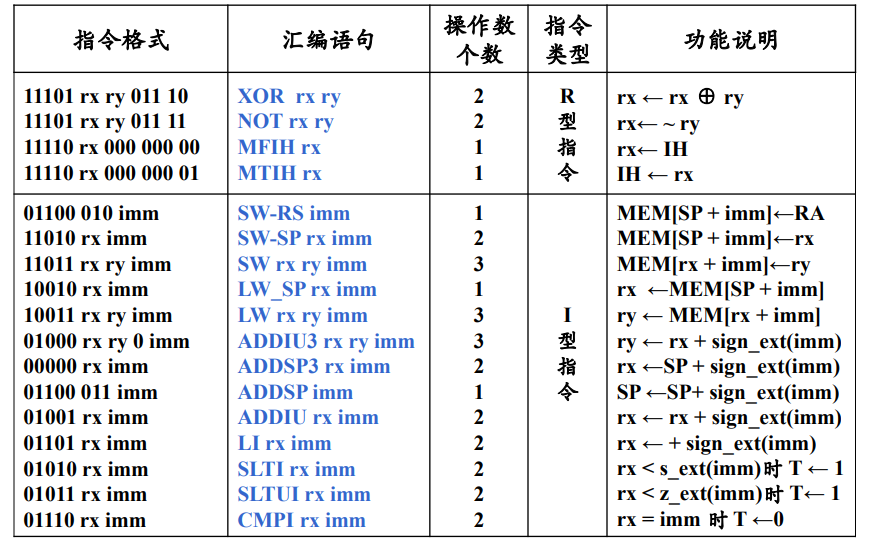 指令格式 汇编语句 操作数个数 指令类型 功能说明
11101 rx ry 011 10 XOR rx ry 2 R rx ← rx ⊕ ry
11101 rx ry 011 11 NOT rx ry 2 型 rx← ~ ry
11110 rx 000 000 00 MFIH rx 1 指 rx← IH
11110 rx 000 000 01 MTIH rx 1 令 IH ← rx
01100 010 imm SW-RS imm 1 MEM[SP + imm]←RA
11010 rx imm SW-SP rx imm 2 MEM[SP + imm]←rx
11011 rx ry imm SW rx ry imm 3 MEM[rx + imm]←ry
10010 rx imm LW_SP rx imm 1 rx ←MEM[SP + imm]
10011 rx ry imm LW rx ry imm 3 I ry ← MEM[rx + imm]
01000 rx ry 0 imm ADDIU3 rx ry imm 3 型 ry ← rx + sign_ext(imm)
00000 rx imm ADDSP3 rx imm 2 指 rx ←SP + sign_ext(imm)
01100 011 imm ADDSP imm 1 令 SP ←SP+ sign_ext(imm)
01001 rx imm ADDIU rx imm 2 rx ← rx + sign_ext(imm)
01101 rx imm LI rx imm 2 rx ← + sign_ext(imm)
01010 rx imm SLTI rx imm 2 rx < s_ext(imm)时 T ← 1
01011 rx imm SLTUI rx imm 2 rx < z_ext(imm)时 T← 1
01110 rx imm CMPI rx imm 2 rx = imm 时 T ←0